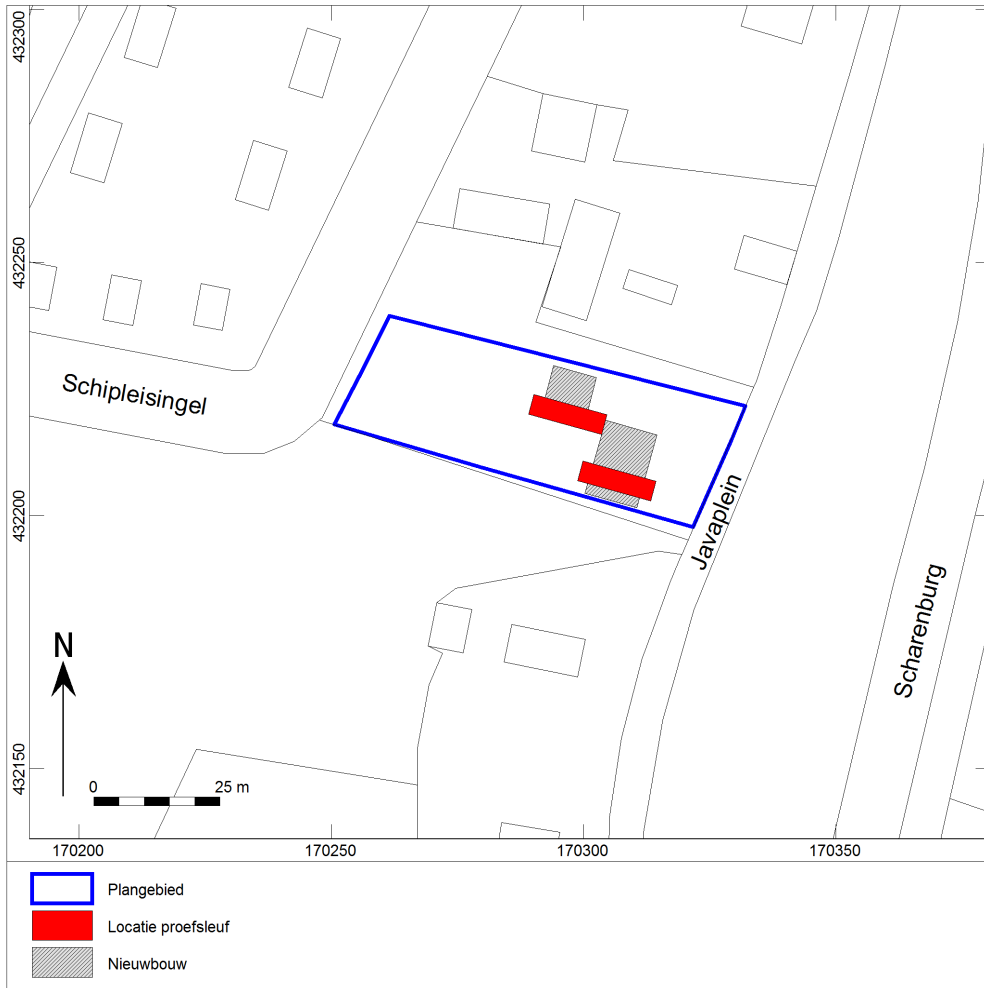 432300
432250
432200
432150
Schipleisingel
Javaplein
Scharenburg
N
0 25 m
170200 170250 170300 170350
Plangebied
Locatie proefsleuf
Nieuwbouw